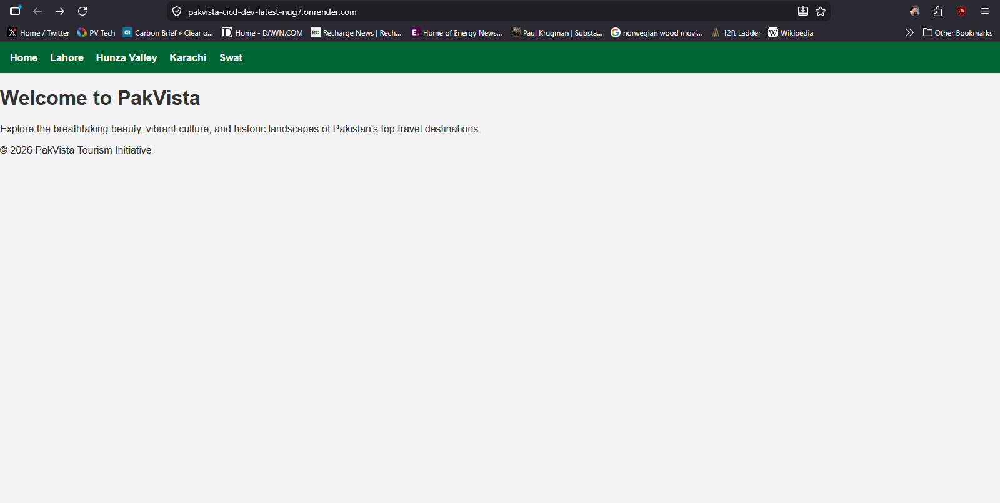 pakvista-cicd-dev-latest-nug7.onrender.com
Home / Twitter PV Tech CB Carbon Brief » Clear o... D Home - DAWN.COM RC Recharge News | Rech... E. Home of Energy News... Paul Krugman | Substa... G norwegian wood movi... 12ft Ladder W Wikipedia Other Bookmarks
Home Lahore Hunza Valley Karachi Swat
Welcome to PakVista
Explore the breathtaking beauty, vibrant culture, and historic landscapes of Pakistan's top travel destinations.
© 2026 PakVista Tourism Initiative